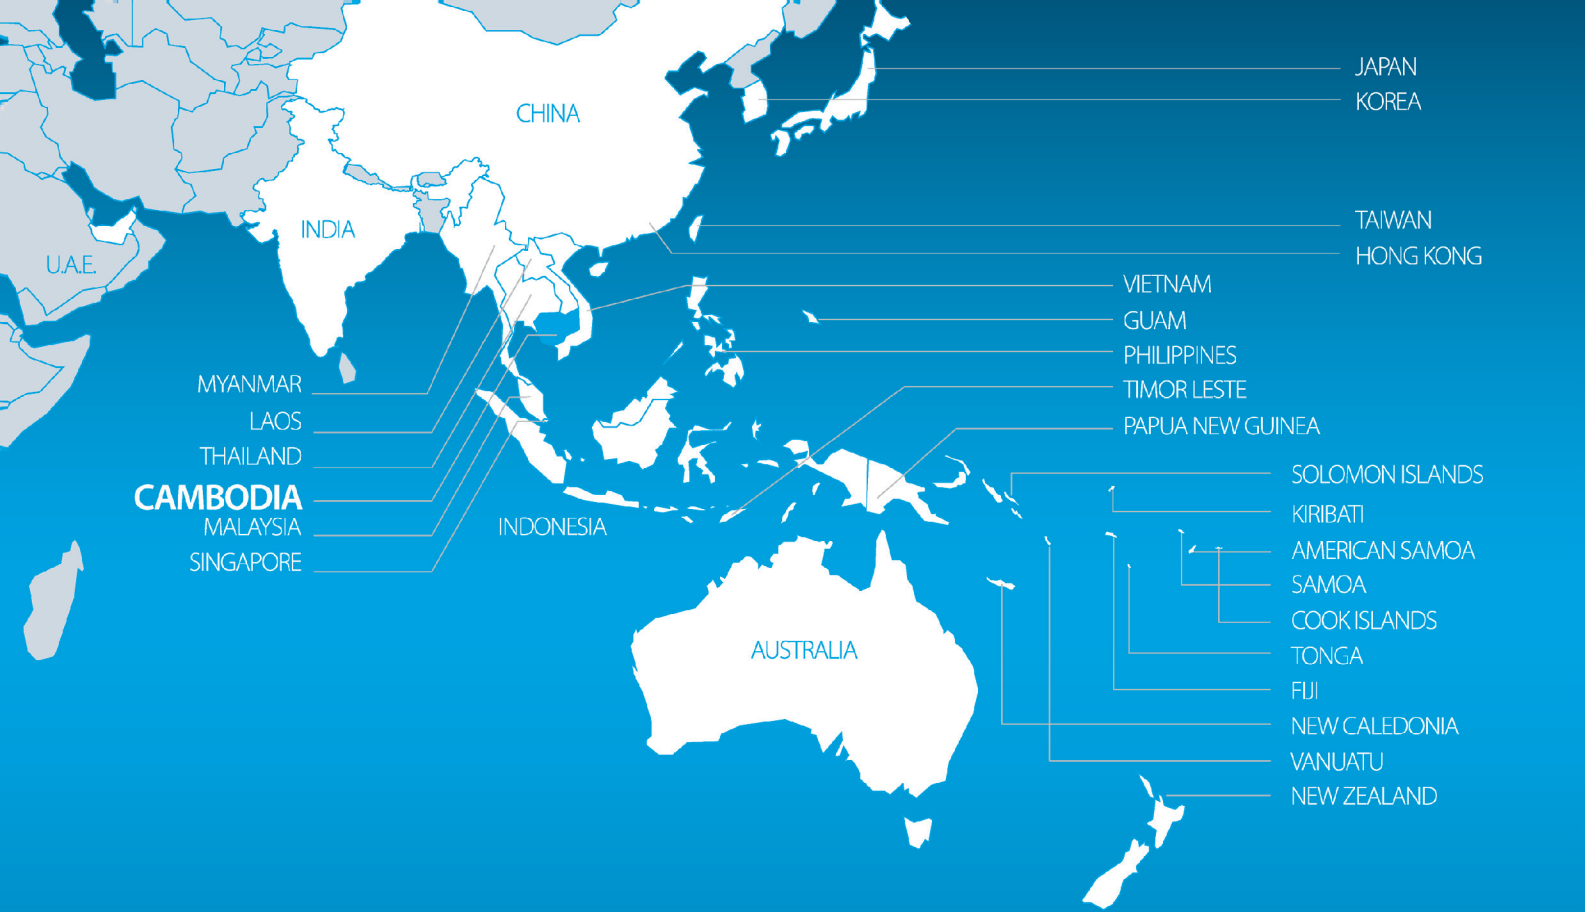 JAPAN
KOREA
CHINA
TAIWAN
INDIA
HONG KONG
U.A.E.
VIETNAM
GUAM
PHILIPPINES
MYANMAR
TIMOR LESTE
LAOS
PAPUA NEW GUINEA
THAILAND
SOLOMON ISLANDS
CAMBODIA
KIRIBATI
MALAYSIA
INDONESIA
AMERICAN SAMOA
SINGAPORE
SAMOA
COOK ISLANDS
AUSTRALIA
TONGA
FIJI
NEW CALEDONIA
VANUATU
NEW ZEALAND